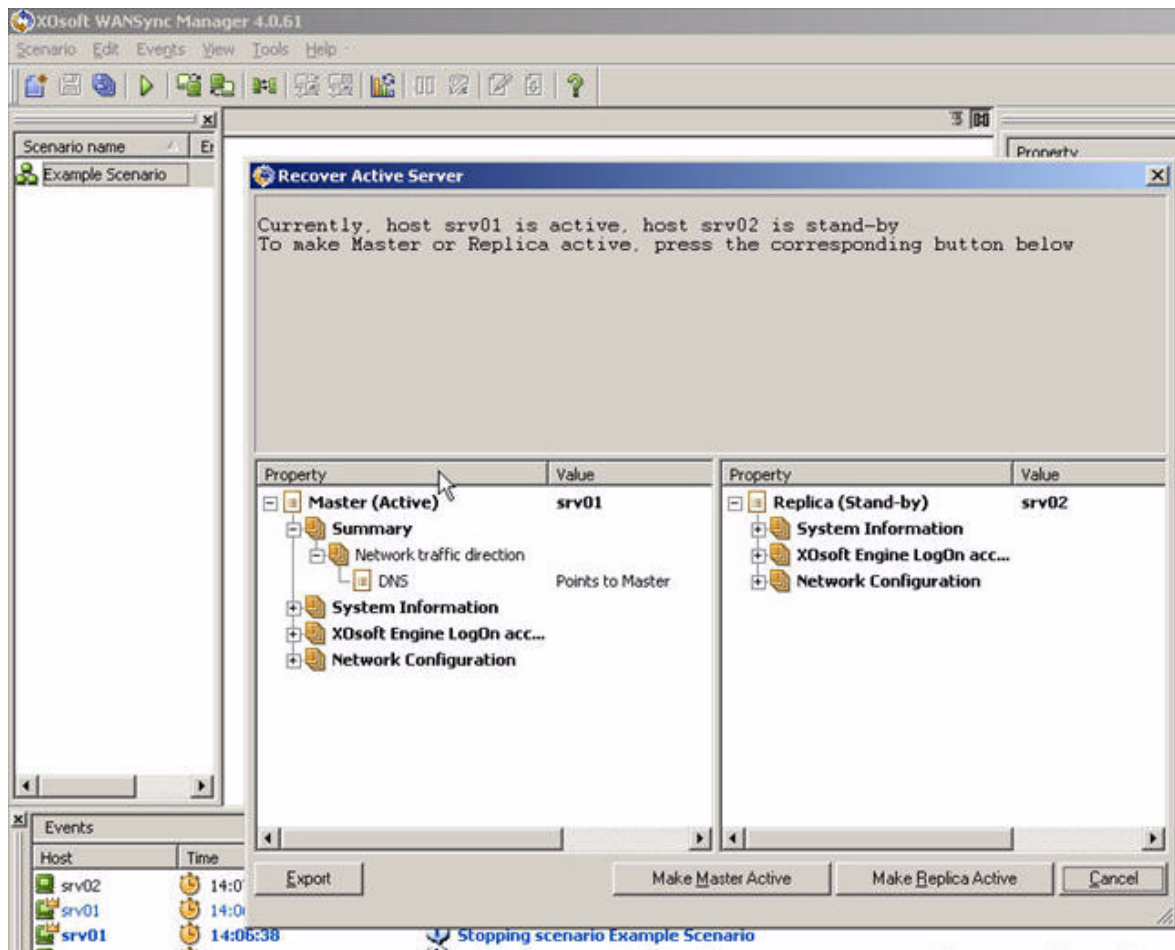 XOsoft WANSync Manager 4.0.61
Scenario Edit Events View Tools Help
Scenario name
Property
Example Scenario
Recover Active Server
Currently, host srv01 is active, host srv02 is stand-by
To make Master or Replica active, press the corresponding button below
Property Value
Master (Active) srv01
Summary
Network traffic direction
DNS Points to Master
System Information
XOsoft Engine LogOn acc...
Network Configuration
Property Value
Replica (Stand-by) srv02
System Information
XOsoft Engine LogOn acc...
Network Configuration
Export Make Master Active Make Replica Active Cancel
Events
Host Time
srv02
srv01
srv01 14:06:38 Stopping scenario Example Scenario